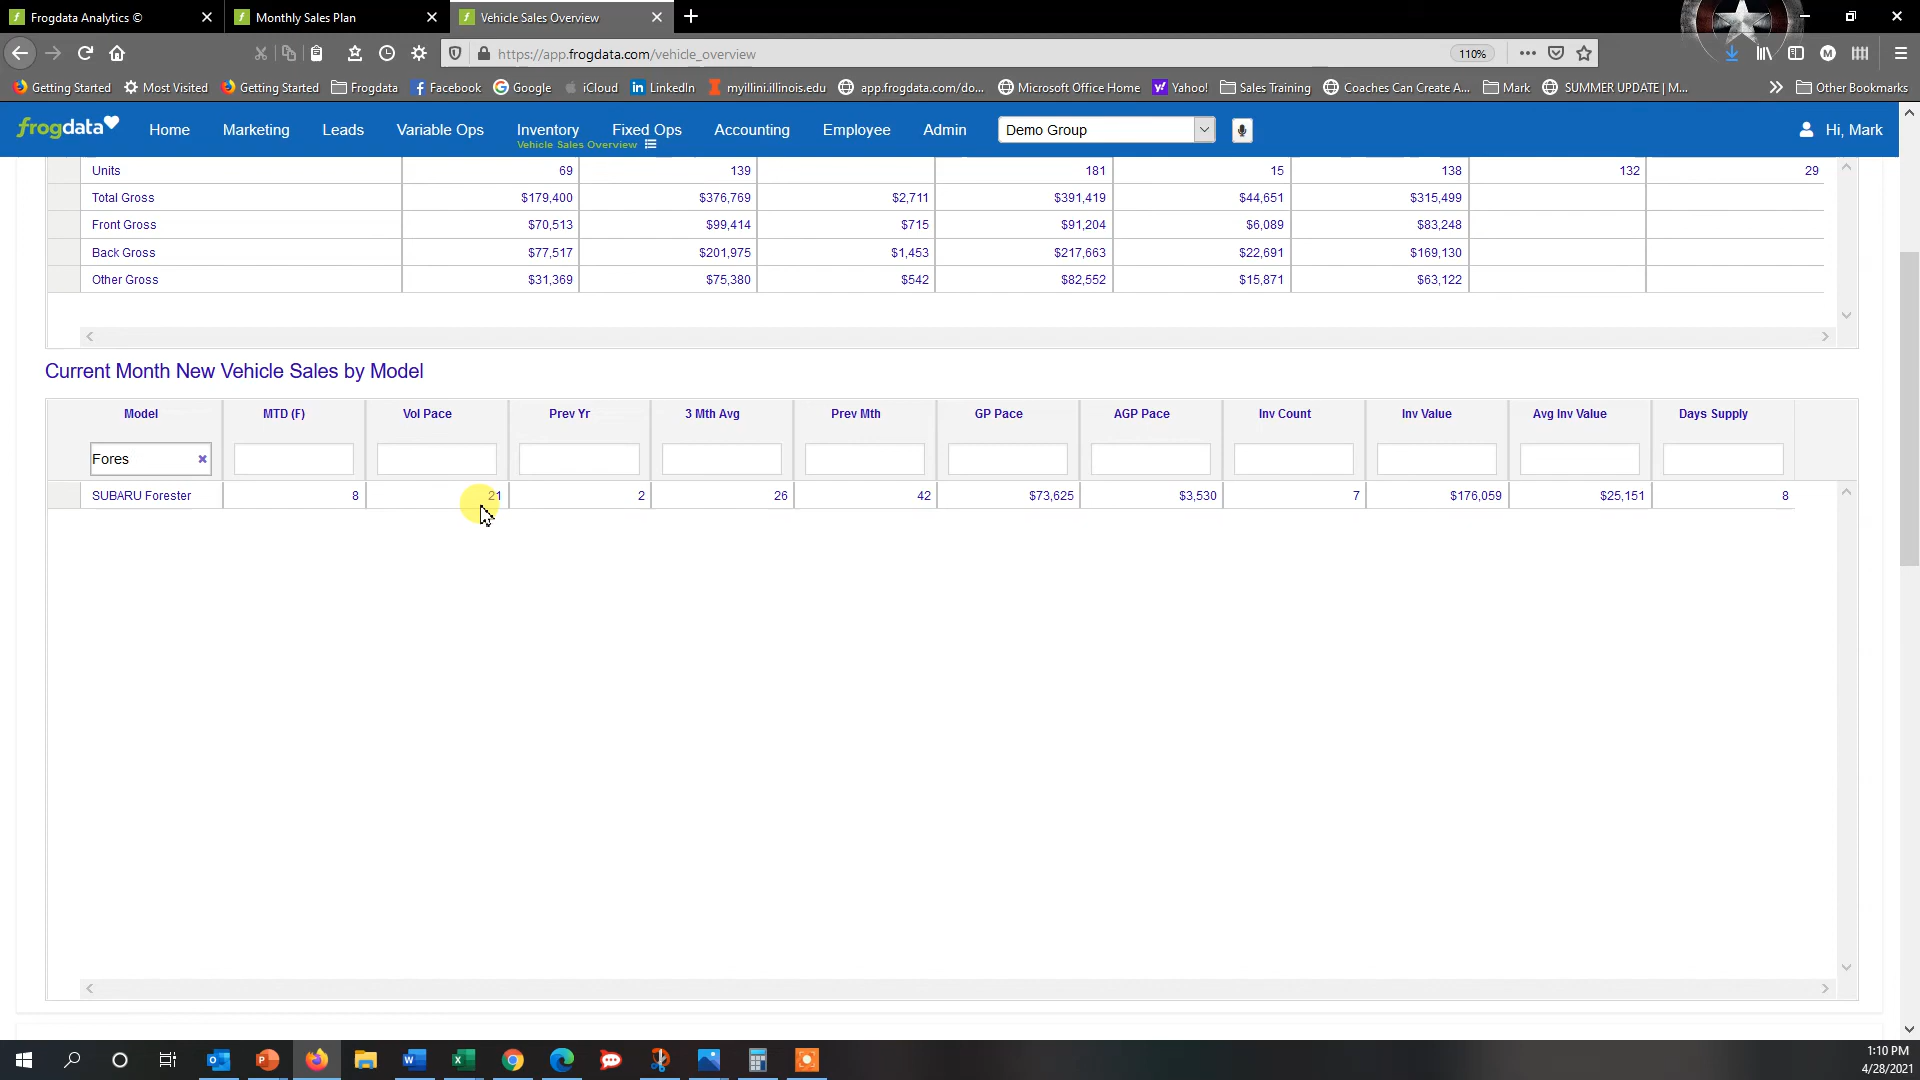 Frogdata Analytics © Monthly Sales Plan Vehicle Sales Overview
https://app.frogdata.com/vehicle_overview 110%
Getting Started Most Visited Getting Started Frogdata Facebook Google iCloud LinkedIn myillini.illinois.edu app.frogdata.com/do... Microsoft Office Home Yahoo! Sales Training Coaches Can Create A... Mark SUMMER UPDATE | M... Other Bookmarks
frogdata Home Marketing Leads Variable Ops Inventory Fixed Ops Accounting Employee Admin Demo Group Hi, Mark
Vehicle Sales Overview
Units 69 139 181 15 138 132 29
Total Gross $179,400 $376,769 $2,711 $391,419 $44,651 $315,499
Front Gross $70,513 $99,414 $715 $91,204 $6,089 $83,248
Back Gross $77,517 $201,975 $1,453 $217,663 $22,691 $169,130
Other Gross $31,369 $75,380 $542 $82,552 $15,871 $63,122
Current Month New Vehicle Sales by Model
Model MTD (F) Vol Pace Prev Yr 3 Mth Avg Prev Mth GP Pace AGP Pace Inv Count Inv Value Avg Inv Value Days Supply
Fores
SUBARU Forester 8 21 2 26 42 $73,625 $3,530 7 $176,059 $25,151 8
1:10 PM
4/28/2021